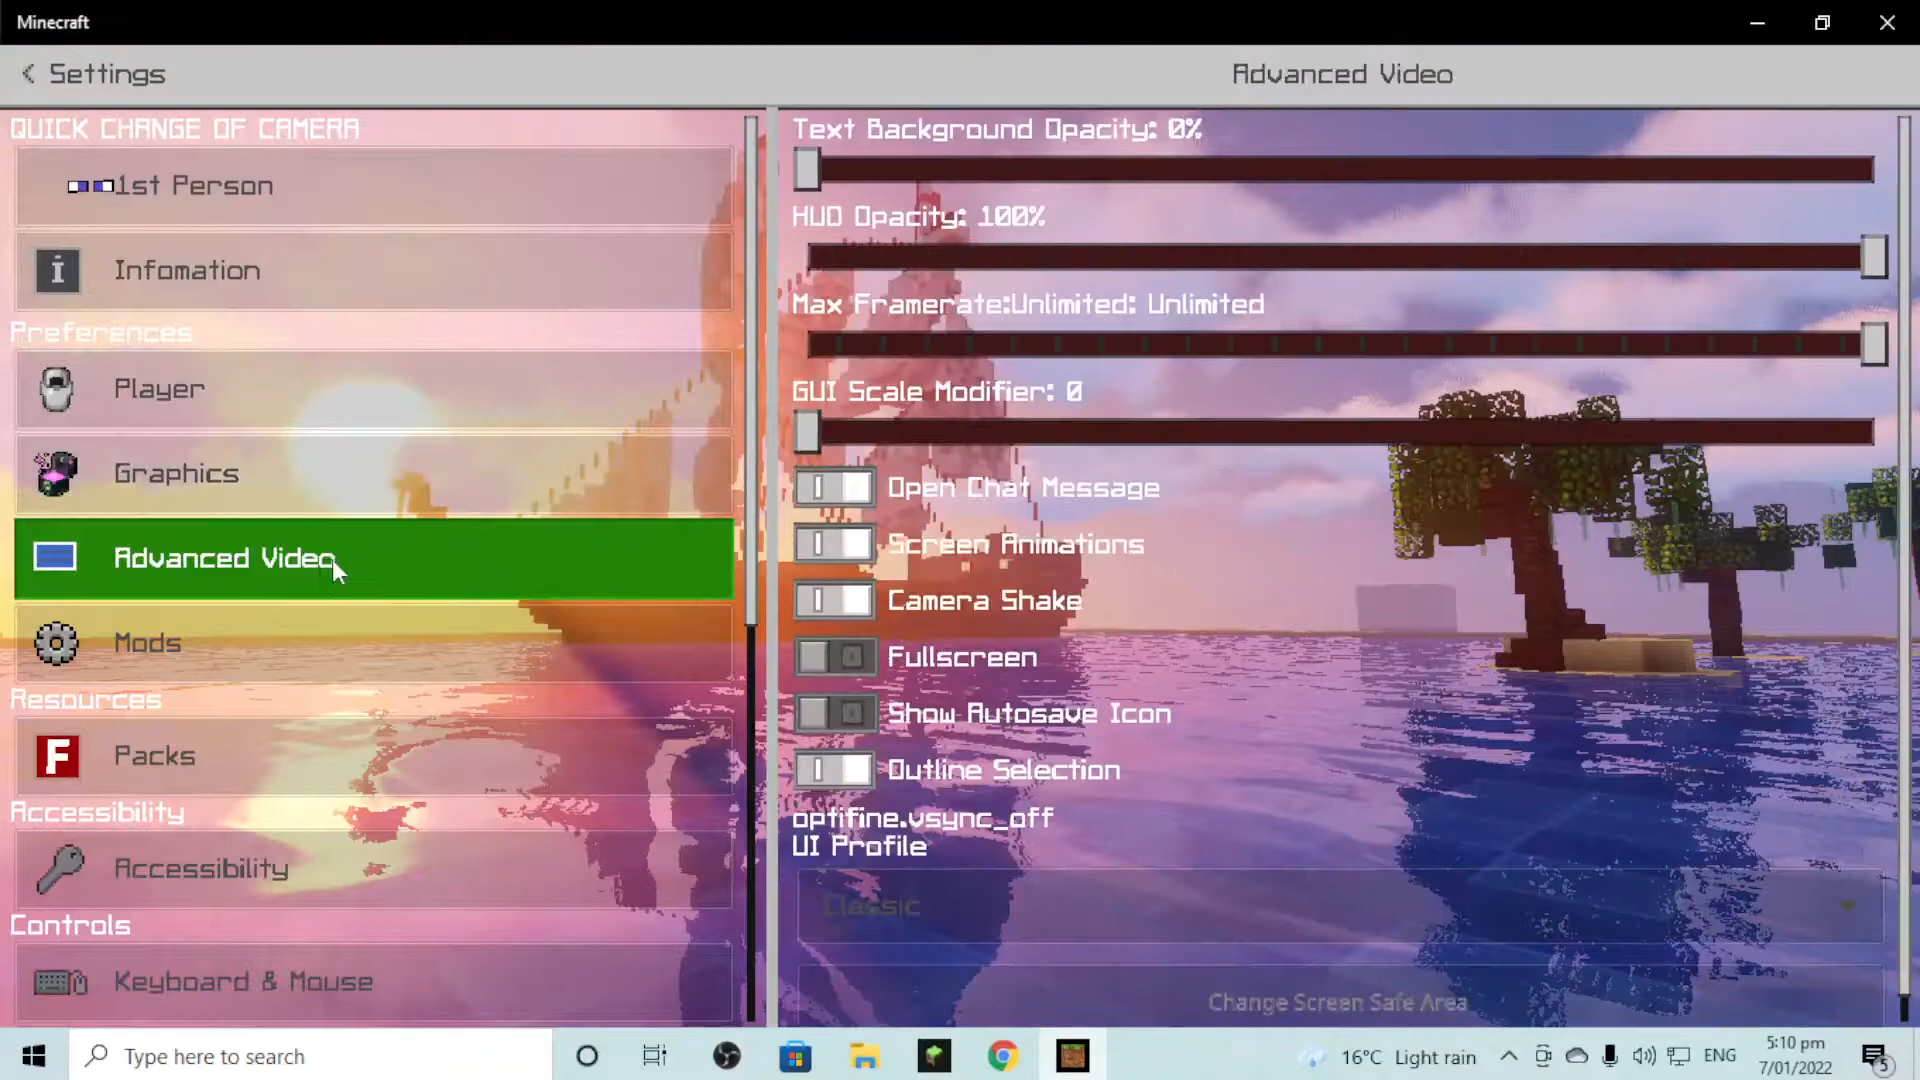 Minecraft
Settings
Advanced Video
QUICK CHANGE OF CAMERA
1st Person
Infomation
Preferences
Player
Graphics
Advanced Video
Mods
Resources
F Packs
Accessibility
Accessibility
Controls
Keyboard & Mouse
Text Background Opacity: 0%
HUD Opacity: 100%
Max Framerate:Unlimited: Unlimited
GUI Scale Modifier: 0
Open Chat Message
Screen Animations
Camera Shake
Fullscreen
Show Autosave Icon
Outline Selection
optifine.vsync_off
UI Profile
Classic
Change Screen Safe Area
Type here to search
16°C Light rain
ENG
5:10 pm
7/01/2022
5